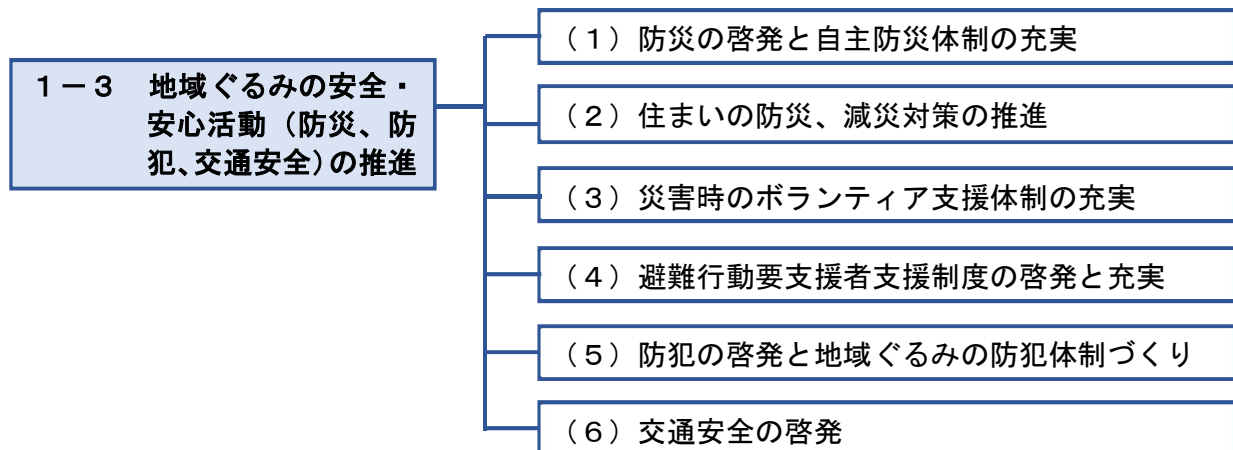 1-3 地域ぐるみの安全・
安心活動(防災、防
犯、交通安全)の推進
(1)防災の啓発と自主防災体制の充実
(2)住まいの防災、減災対策の推進
(3)災害時のボランティア支援体制の充実
(4)避難行動要支援者支援制度の啓発と充実
(5)防犯の啓発と地域ぐるみの防犯体制づくり
(6)交通安全の啓発